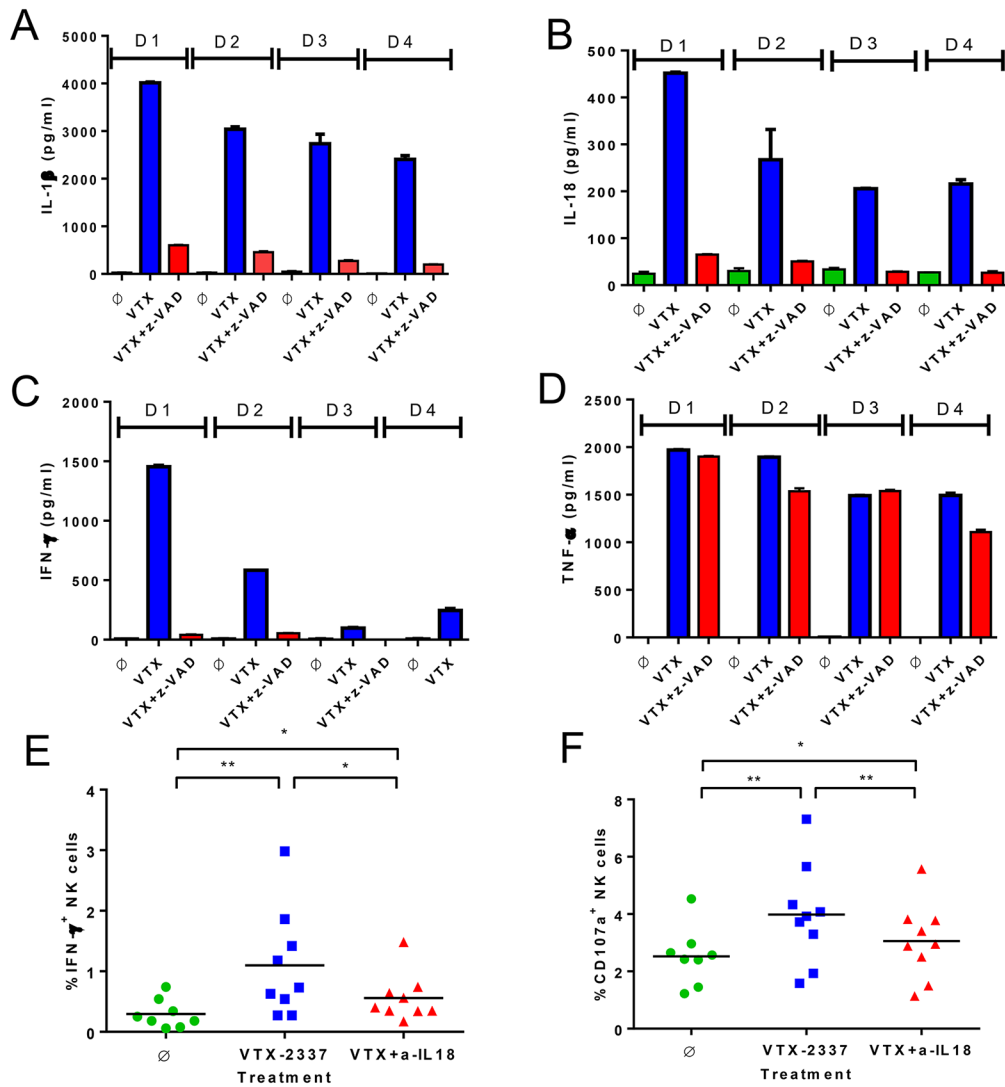 A
D 1 D 2 D 3 D 4
5000
4000
3000
2000
1000
0
IL-1β (pg/ml)
∅ VTX VTX+z-VAD ∅ VTX VTX+z-VAD ∅ VTX VTX+z-VAD ∅ VTX VTX+z-VAD
B
D 1 D 2 D 3 D 4
500
400
300
200
100
0
IL-18 (pg/ml)
∅ VTX VTX+z-VAD ∅ VTX VTX+z-VAD ∅ VTX VTX+z-VAD ∅ VTX VTX+z-VAD
C
D 1 D 2 D 3 D 4
2000
1500
1000
500
0
IFN-γ (pg/ml)
∅ VTX VTX+z-VAD ∅ VTX VTX+z-VAD ∅ VTX VTX+z-VAD ∅ VTX
D
D 1 D 2 D 3 D 4
2500
2000
1500
1000
500
0
TNF-α (pg/ml)
∅ VTX VTX+z-VAD ∅ VTX VTX+z-VAD ∅ VTX VTX+z-VAD ∅ VTX VTX+z-VAD
E
*
** *
4
3
2
1
0
%IFN-γ+ NK cells
∅ VTX-2337 VTX+a-IL18
Treatment
F
*
** **
8
6
4
2
0
%CD107a+ NK cells
∅ VTX-2337 VTX+a-IL18
Treatment